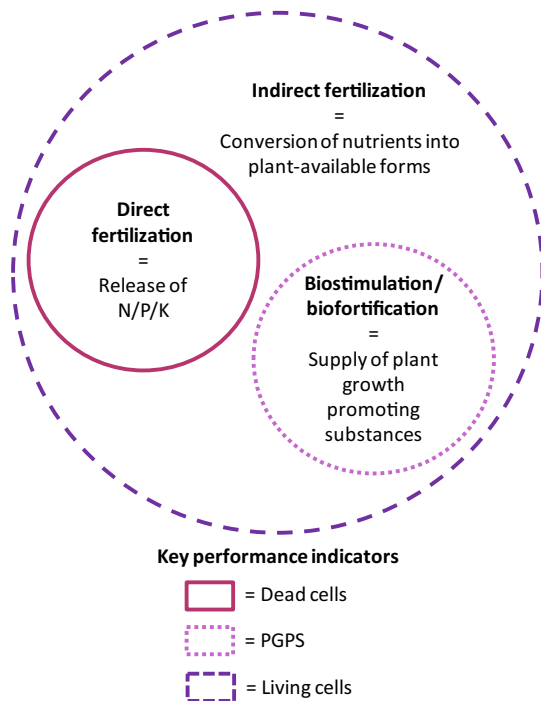 Indirect fertilization
=
Conversion of nutrients into
plant-available forms
Direct
fertilization
=
Release of
N/P/K
Biostimulation/
biofortification
=
Supply of plant
growth
promoting
substances
Key performance indicators
= Dead cells
= PGPS
= Living cells